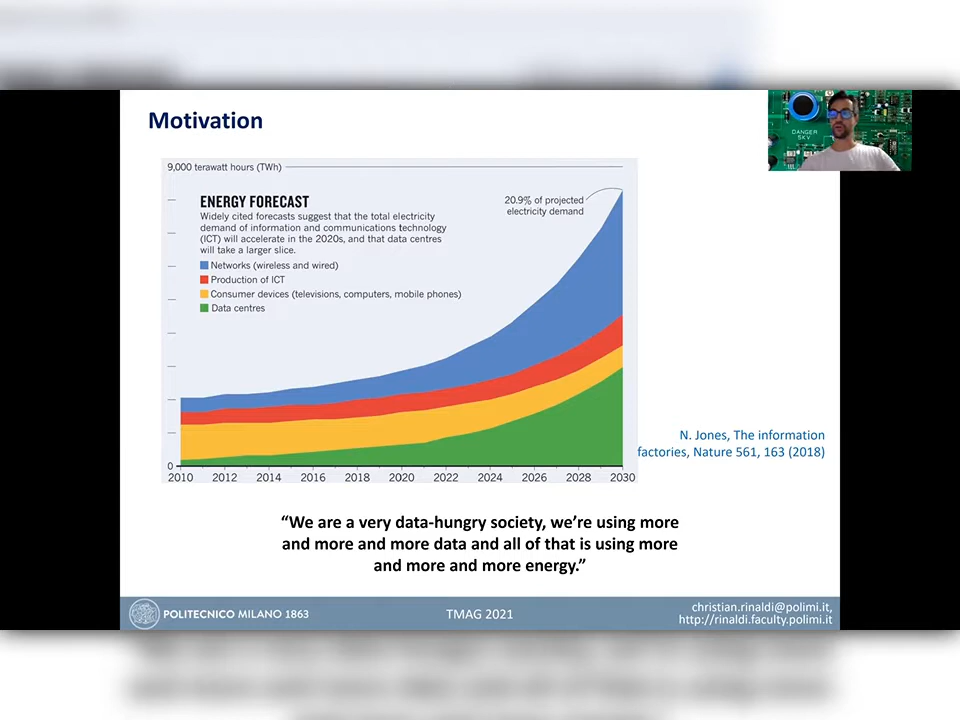 Motivation
9,000 terawatt hours (TWh)
ENERGY FORECAST
Widely cited forecasts suggest that the total electricity
demand of information and communications technology
(ICT) will accelerate in the 2020s, and that data centres
will take a larger slice.
Networks (wireless and wired)
Production of ICT
Consumer devices (televisions, computers, mobile phones)
Data centres
20.9% of projected
electricity demand
0
2010 2012 2014 2016 2018 2020 2022 2024 2026 2028 2030
DANGER
N. Jones, The information
factories, Nature 561, 163 (2018)
“We are a very data-hungry society, we’re using more
and more and more data and all of that is using more
and more and more energy.”
POLITECNICO MILANO 1863
TMAG 2021
christian.rinaldi@polimi.it,
http://rinaldi.faculty.polimi.it